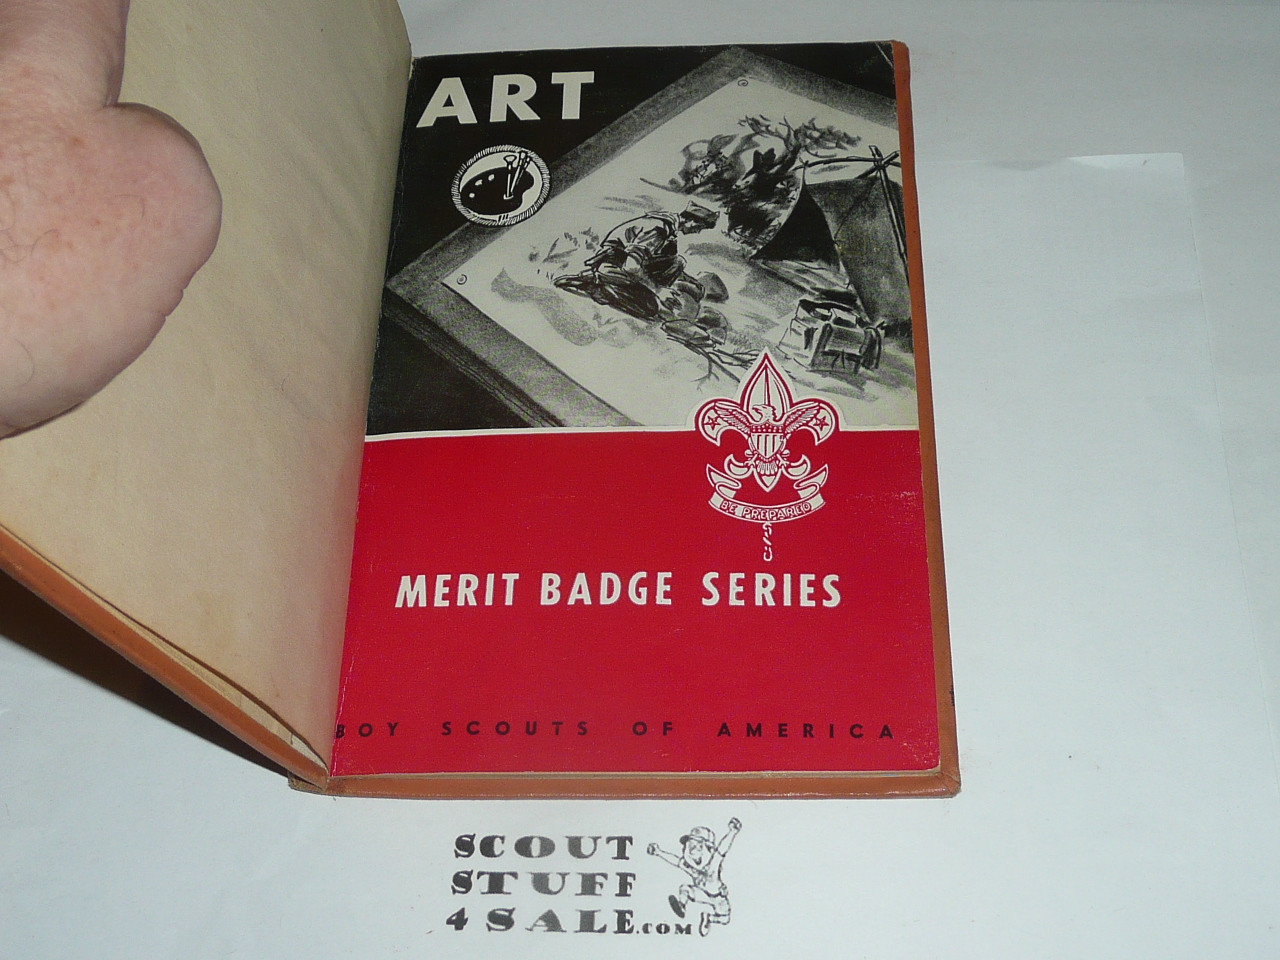 ART
BE PREPARED
MERIT BADGE SERIES
BOY SCOUTS OF AMERICA
SCOUT
STUFF
4 SALE.COM